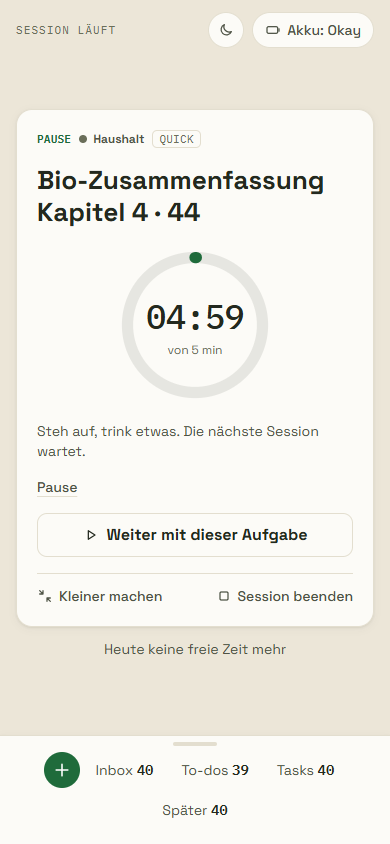 SESSION LÄUFT
Akku: Okay
PAUSE Haushalt QUICK
Bio-Zusammenfassung
Kapitel 4 · 44
04:59
von 5 min
Steh auf, trink etwas. Die nächste Session
wartet.
Pause
Weiter mit dieser Aufgabe
Kleiner machen Session beenden
Heute keine freie Zeit mehr
Inbox 40 To-dos 39 Tasks 40
Später 40